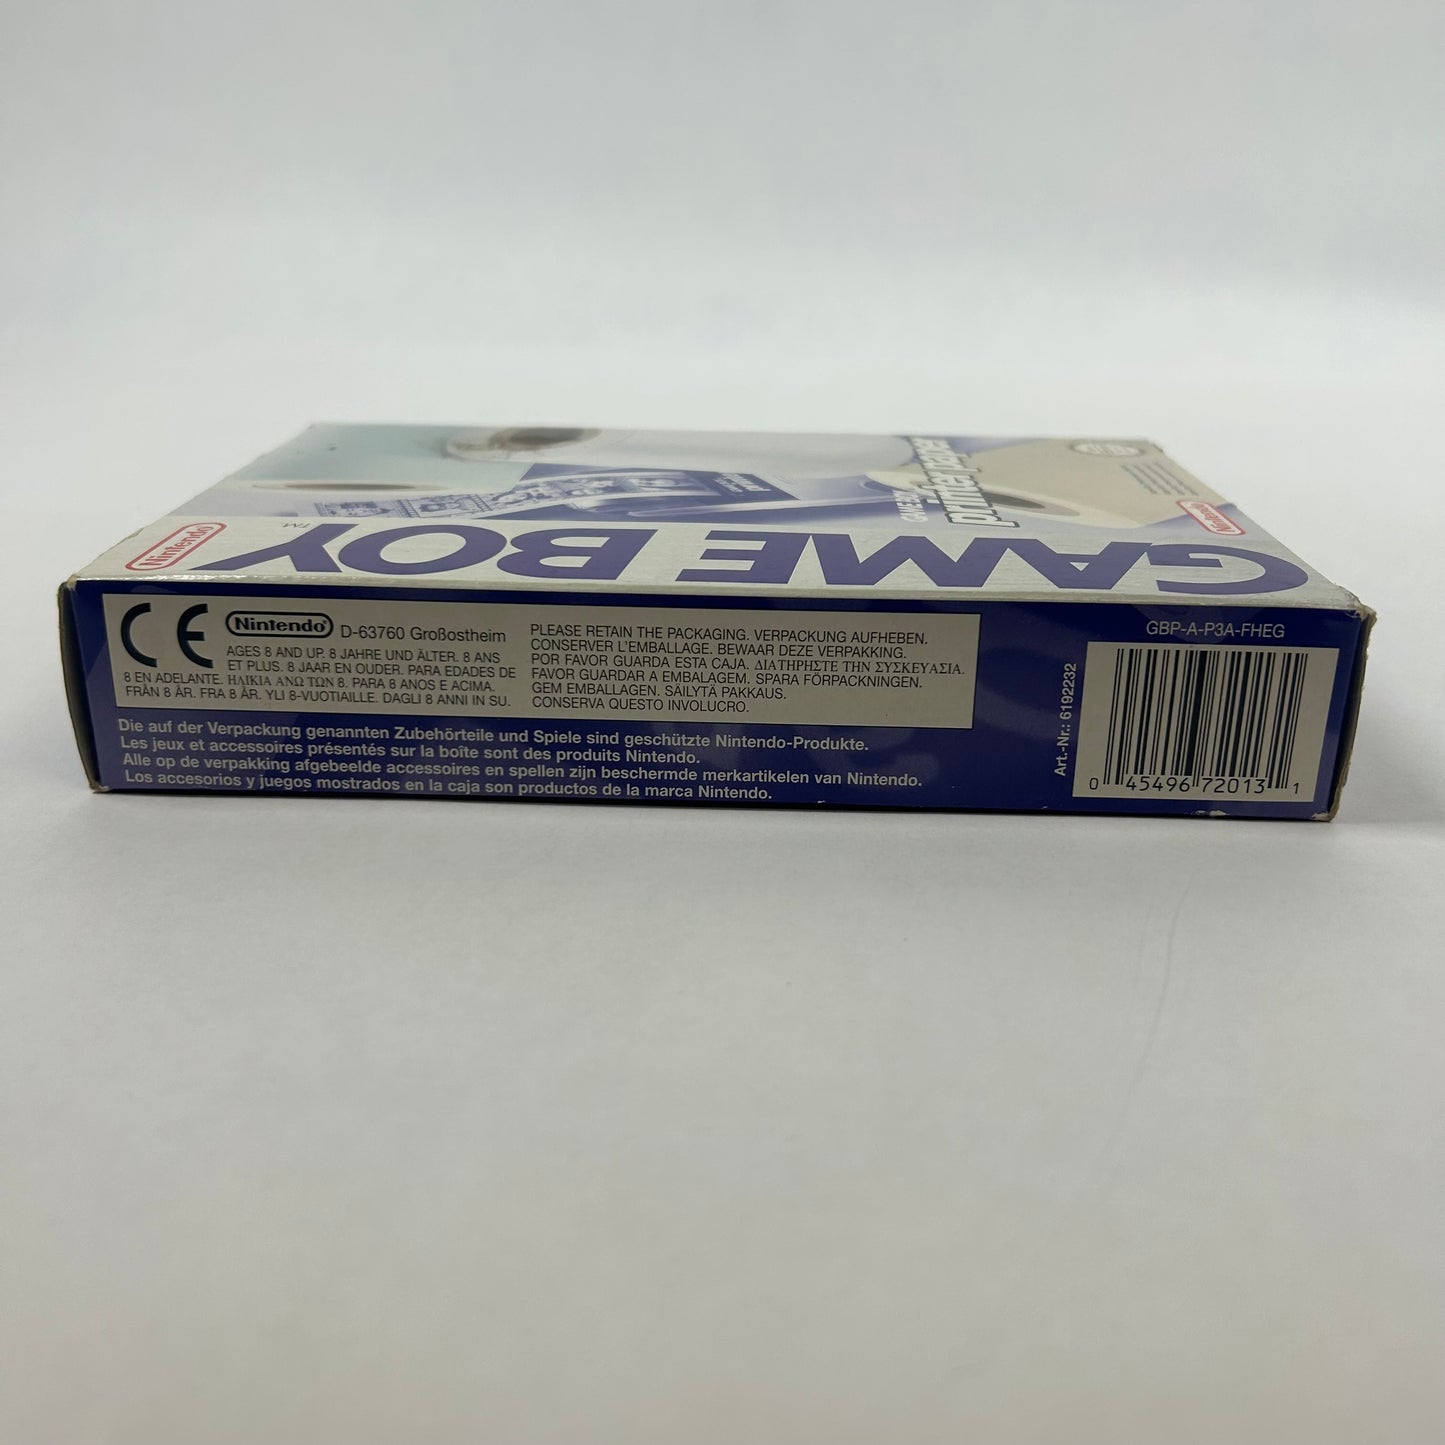 GAME BOY
printer paper
Nintendo
Nintendo
GAME BOY™
Nintendo D-63760 Großostheim
AGES 8 AND UP. 8 JAHRE UND ÄLTER. 8 ANS
ET PLUS. 8 JAAR EN OUDER. PARA EDADES DE
8 EN ADELANTE. ΗΛΙΚΙΑ ΑΝΩ ΤΩΝ 8. PARA 8 ANOS E ACIMA.
FRÅN 8 ÅR. FRA 8 ÅR. YLI 8-VUOTIAILLE. DAGLI 8 ANNI IN SU.
PLEASE RETAIN THE PACKAGING. VERPACKUNG AUFHEBEN.
CONSERVER L'EMBALLAGE. BEWAAR DEZE VERPAKKING.
POR FAVOR GUARDA ESTA CAJA. ΔΙΑΤΗΡΗΣΤΕ ΤΗΝ ΣΥΣΚΕΥΑΣΙΑ.
FAVOR GUARDAR A EMBALAGEM. SPARA FÖRPACKNINGEN.
GEM EMBALLAGEN. SÄILYTÄ PAKKAUS.
CONSERVA QUESTO INVOLUCRO.
Die auf der Verpackung genannten Zubehörteile und Spiele sind geschützte Nintendo-Produkte.
Les jeux et accessoires présentés sur la boîte sont des produits Nintendo.
Alle op de verpakking afgebeelde accessoires en spellen zijn beschermde merkartikelen van Nintendo.
Los accesorios y juegos mostrados en la caja son productos de la marca Nintendo.
GBP-A-P3A-FHEG
Art.-Nr.: 6192232
0 45496 72013 1